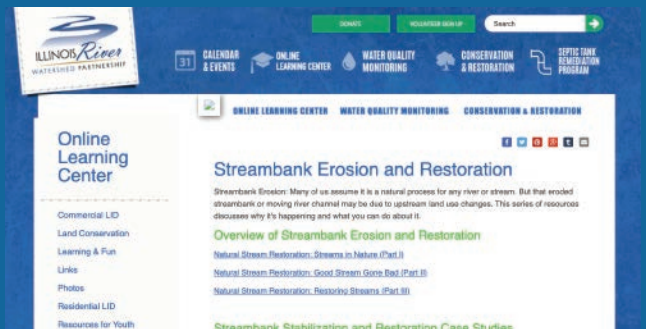 DONATE
VOLUNTEER SIGN-UP
Search
ILLINOIS River
WATERSHED PARTNERSHIP
31
CALENDAR
& EVENTS
ONLINE
LEARNING CENTER
WATER QUALITY
MONITORING
CONSERVATION
& RESTORATION
SEPTIC TANK
REMEDIATION
PROGRAM
ONLINE LEARNING CENTER WATER QUALITY MONITORING CONSERVATION & RESTORATION
Online
Learning
Center
Commercial LID
Land Conservation
Learning & Fun
Links
Photos
Residential LID
Resources for Youth
Streambank Erosion and Restoration
Streambank Erosion: Many of us assume it is a natural process for any river or stream. But that eroded
streambank or moving river channel may be due to upstream land use changes. This series of resources
discusses why it's happening and what you can do about it.
Overview of Streambank Erosion and Restoration
Natural Stream Restoration: Streams in Nature (Part I)
Natural Stream Restoration: Good Stream Gone Bad (Part II)
Natural Stream Restoration: Restoring Streams (Part III)
Streambank Stabilization and Restoration Case Studies